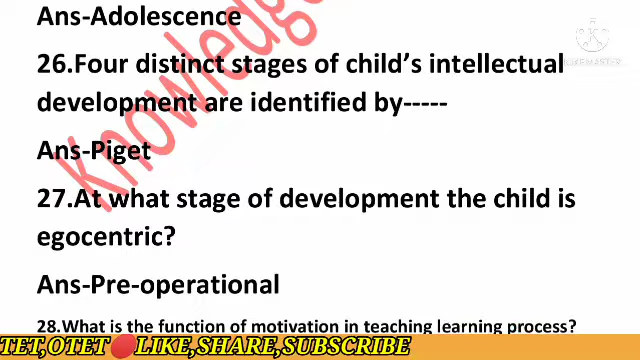 Ans-Adolescence
26.Four distinct stages of child's intellectual
development are identified by-----
Ans-Piget
27.At what stage of development the child is
egocentric?
Ans-Pre-operational
28.What is the function of motivation in teaching learning process?
TET,OTET 🔴LIKE,SHARE,SUBSCRIBE
Knowledge
KINEMASTER